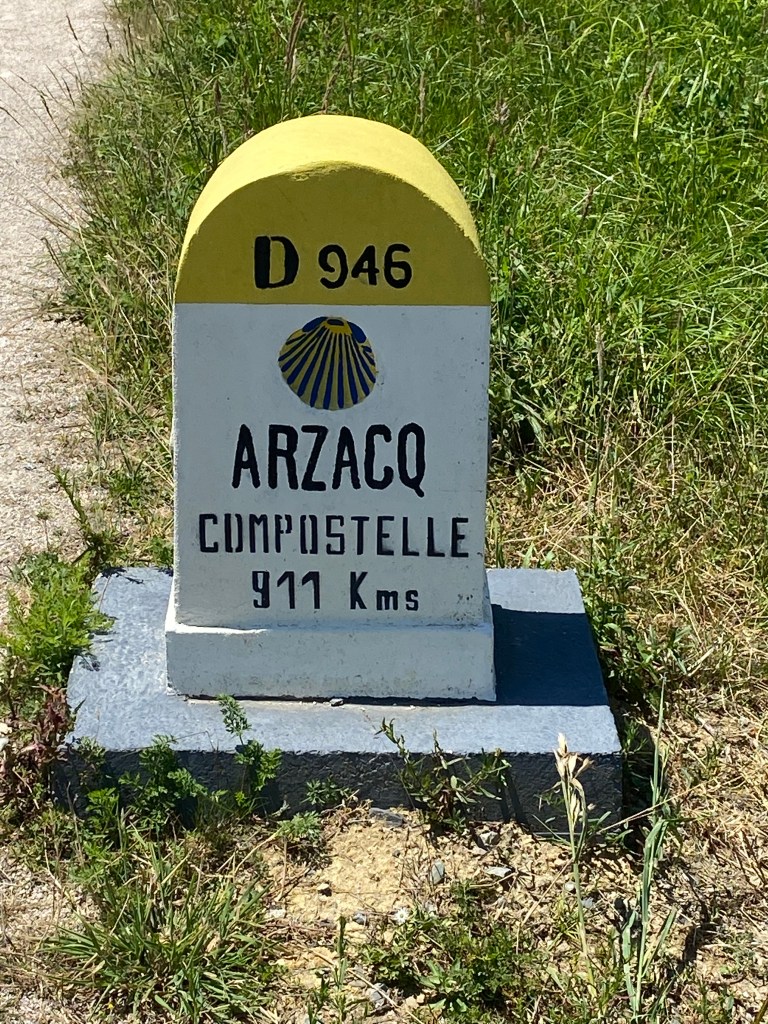 D 946
ARZACQ
COMPOSTELLE
911 Kms